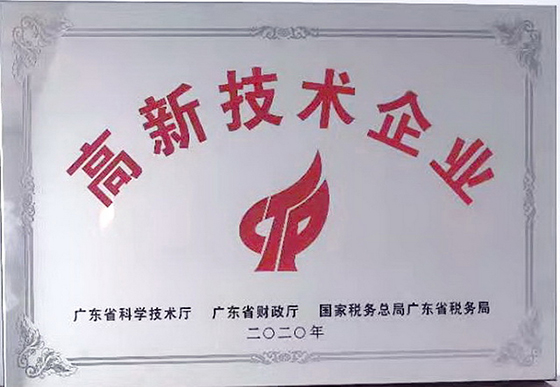 高新技术企业
广东省科学技术厅 广东省财政厅 国家税务总局广东省税务局
二〇二〇年